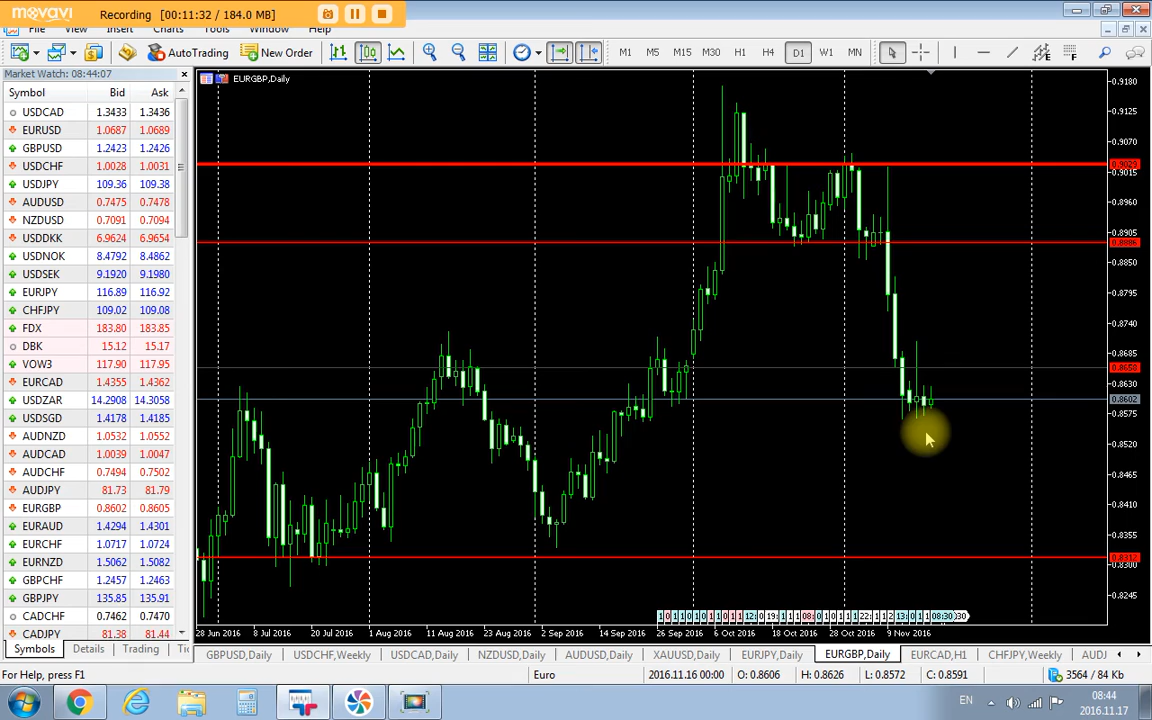 movavi Recording (00:11:32 / 184.0 MB)
File View Insert Charts Tools Window Help
AutoTrading New Order M1 M5 M15 M30 H1 H4 D1 W1 MN
Market Watch: 08:44:07
Symbol Bid Ask
USDCAD 1.3433 1.3436
EURUSD 1.0687 1.0689
GBPUSD 1.2423 1.2426
USDCHF 1.0028 1.0031
USDJPY 109.36 109.38
AUDUSD 0.7475 0.7478
NZDUSD 0.7091 0.7094
USDDKK 6.9624 6.9654
USDNOK 8.4792 8.4862
USDSEK 9.1920 9.1980
EURJPY 116.89 116.92
CHFJPY 109.02 109.08
FDX 183.80 183.85
DBK 15.12 15.17
VOW3 117.90 117.95
EURCAD 1.4355 1.4362
USDZAR 14.2908 14.3058
USDSGD 1.4178 1.4185
AUDNZD 1.0532 1.0552
AUDCAD 1.0039 1.0047
AUDCHF 0.7494 0.7502
AUDJPY 81.73 81.79
EURGBP 0.8602 0.8605
EURAUD 1.4294 1.4301
EURCHF 1.0717 1.0724
EURNZD 1.5062 1.5082
GBPCHF 1.2457 1.2463
GBPJPY 135.85 135.91
CADCHF 0.7462 0.7470
CADJPY 81.38 81.44
Symbols Details Trading Tic
EURGBP,Daily
0.9180
0.9125
0.9070
0.9029
0.9015
0.8960
0.8905
0.8886
0.8850
0.8795
0.8740
0.8685
0.8658
0.8630
0.8602
0.8575
0.8520
0.8465
0.8410
0.8355
0.8312
0.8300
0.8245
28 Jun 2016 8 Jul 2016 20 Jul 2016 1 Aug 2016 11 Aug 2016 23 Aug 2016 2 Sep 2016 14 Sep 2016 26 Sep 2016 6 Oct 2016 18 Oct 2016 28 Oct 2016 9 Nov 2016
GBPUSD,Daily USDCHF,Weekly USDCAD,Daily NZDUSD,Daily AUDUSD,Daily XAUUSD,Daily EURJPY,Daily EURGBP,Daily EURCAD,H1 CHFJPY,Weekly AUDJ
For Help, press F1 Euro 2016.11.16 00:00 O: 0.8606 H: 0.8626 L: 0.8572 C: 0.8591 3564 / 84 Kb
EN 08:44
2016.11.17